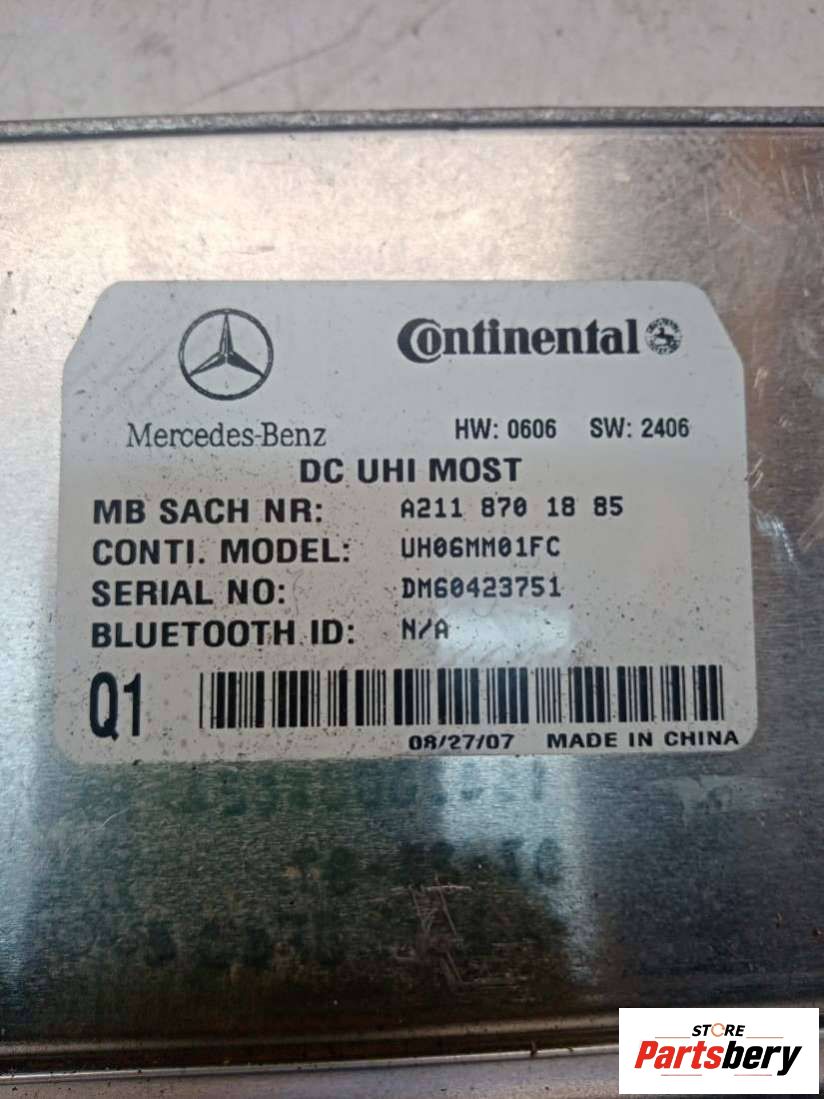 Continental
Mercedes-Benz
HW: 0606 SW: 2406
DC UHI MOST
MB SACH NR: A211 870 18 85
CONTI. MODEL: UH06MM01FC
SERIAL NO: DM60423751
BLUETOOTH ID: N/A
Q1
08/27/07 MADE IN CHINA
STORE
Partsbery